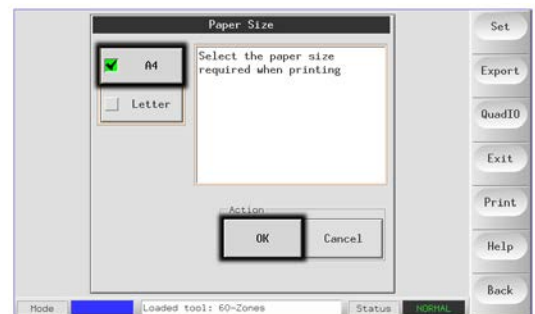 Paper Size
A4
Letter
Select the paper size
required when printing
Action
OK
Cancel
Set
Export
QuadIO
Exit
Print
Help
Back
Mode
Loaded tool: 60-Zones
Status
NORMAL